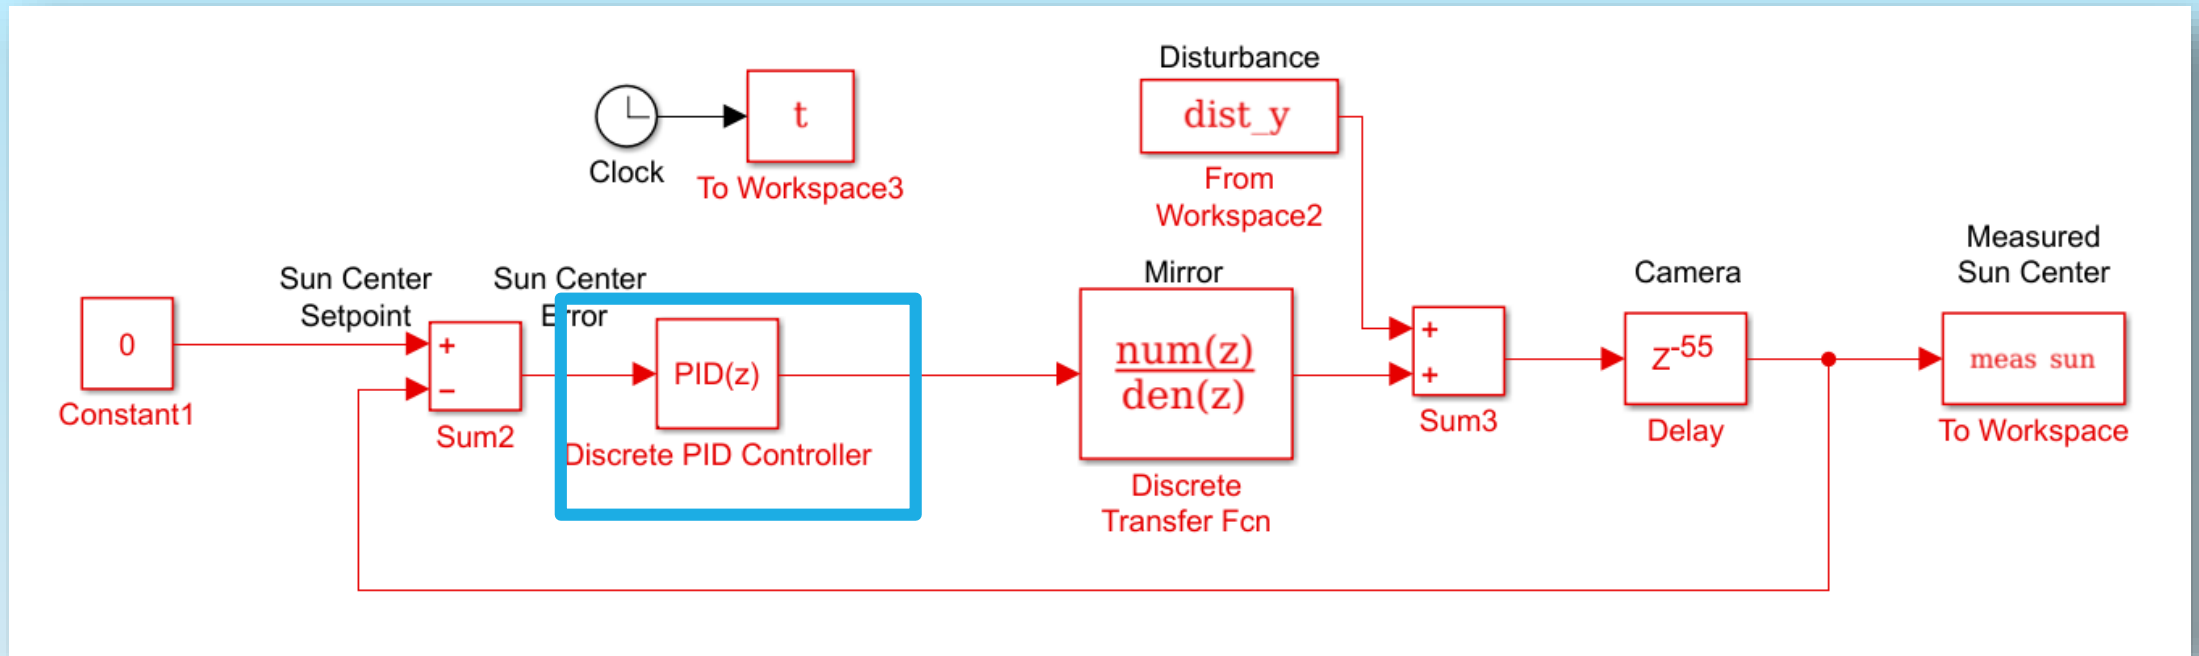 Disturbance
dist_y
From
Workspace2
t
Clock
To Workspace3
Measured
Sun Center
Sun Center
Setpoint
Sun Center
Error
Mirror
Camera
0
+
−
PID(z)
num(z)
den(z)
+
+
z-55
meas sun
Constant1
Sum2
Discrete PID Controller
Sum3
Delay
To Workspace
Discrete
Transfer Fcn